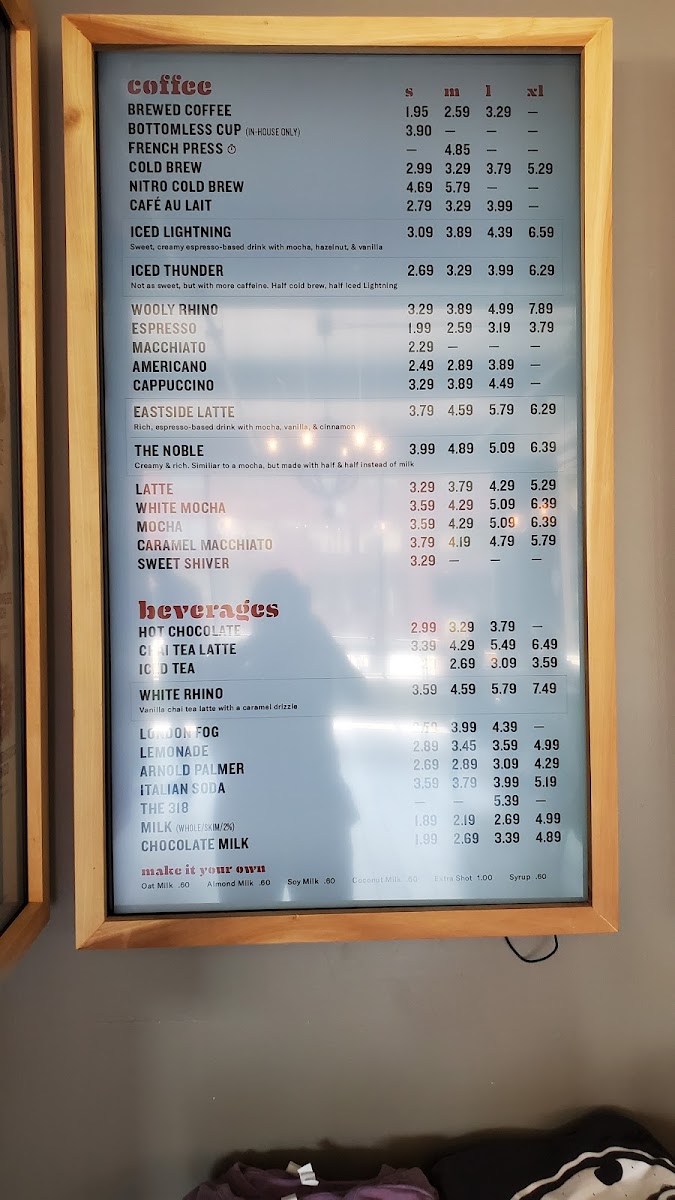 coffee s m l xl
BREWED COFFEE 1.95 2.59 3.29 —
BOTTOMLESS CUP (IN-HOUSE ONLY) 3.90 — — —
FRENCH PRESS — 4.85 — —
COLD BREW 2.99 3.29 3.79 5.29
NITRO COLD BREW 4.69 5.79 — —
CAFÉ AU LAIT 2.79 3.29 3.99 —
ICED LIGHTNING 3.09 3.89 4.39 6.59
Sweet, creamy espresso-based drink with mocha, hazelnut, & vanilla
ICED THUNDER 2.69 3.29 3.99 6.29
Not as sweet, but with more caffeine. Half cold brew, half Iced Lightning
WOOLY RHINO 3.29 3.89 4.99 7.89
ESPRESSO 1.99 2.59 3.19 3.79
MACCHIATO 2.29 — — —
AMERICANO 2.49 2.89 3.89 —
CAPPUCCINO 3.29 3.89 4.49 —
EASTSIDE LATTE 3.79 4.59 5.79 6.29
Rich, espresso-based drink with mocha, vanilla, & cinnamon
THE NOBLE 3.99 4.89 5.09 6.39
Creamy & rich. Similiar to a mocha, but made with half & half instead of milk
LATTE 3.29 3.79 4.29 5.29
WHITE MOCHA 3.59 4.29 5.09 6.39
MOCHA 3.59 4.29 5.09 6.39
CARAMEL MACCHIATO 3.79 4.19 4.79 5.79
SWEET SHIVER 3.29 — — —
beverages
HOT CHOCOLATE 2.99 3.29 3.79 —
CHAI TEA LATTE 3.39 4.29 5.49 6.49
ICED TEA 2.69 3.09 3.59
WHITE RHINO 3.59 4.59 5.79 7.49
Vanilla chai tea latte with a caramel drizzle
LONDON FOG 3.99 4.39 —
LEMONADE 2.89 3.45 3.59 4.99
ARNOLD PALMER 2.69 2.89 3.09 4.29
ITALIAN SODA 3.59 3.79 3.99 5.19
THE 318 — — 5.39 —
MILK (WHOLE/SKIM/2%) 1.89 2.19 2.69 4.99
CHOCOLATE MILK 1.99 2.69 3.39 4.89
make it your own
Oat Milk .60 Almond Milk .60 Soy Milk .60 Coconut Milk .60 Extra Shot 1.00 Syrup .60